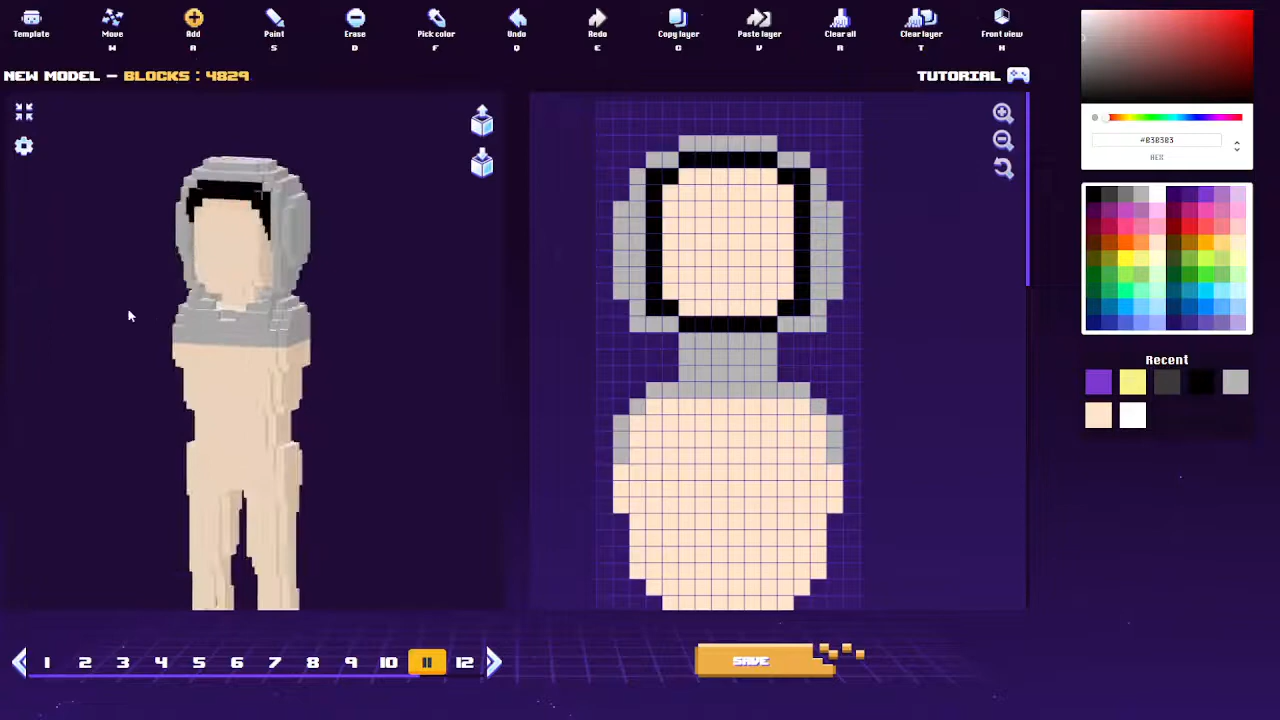 Template
W
Move
Add
A
Paint
S
Erase
D
Pick color
F
Undo
Q
Redo
E
Copy layer
C
Paste layer
V
Clear all
R
Clear layer
T
Front view
H
NEW MODEL - BLOCKS : 4829
TUTORIAL
#030303
HEX
Recent
1 2 3 4 5 6 7 8 9 10 11 12
SAVE